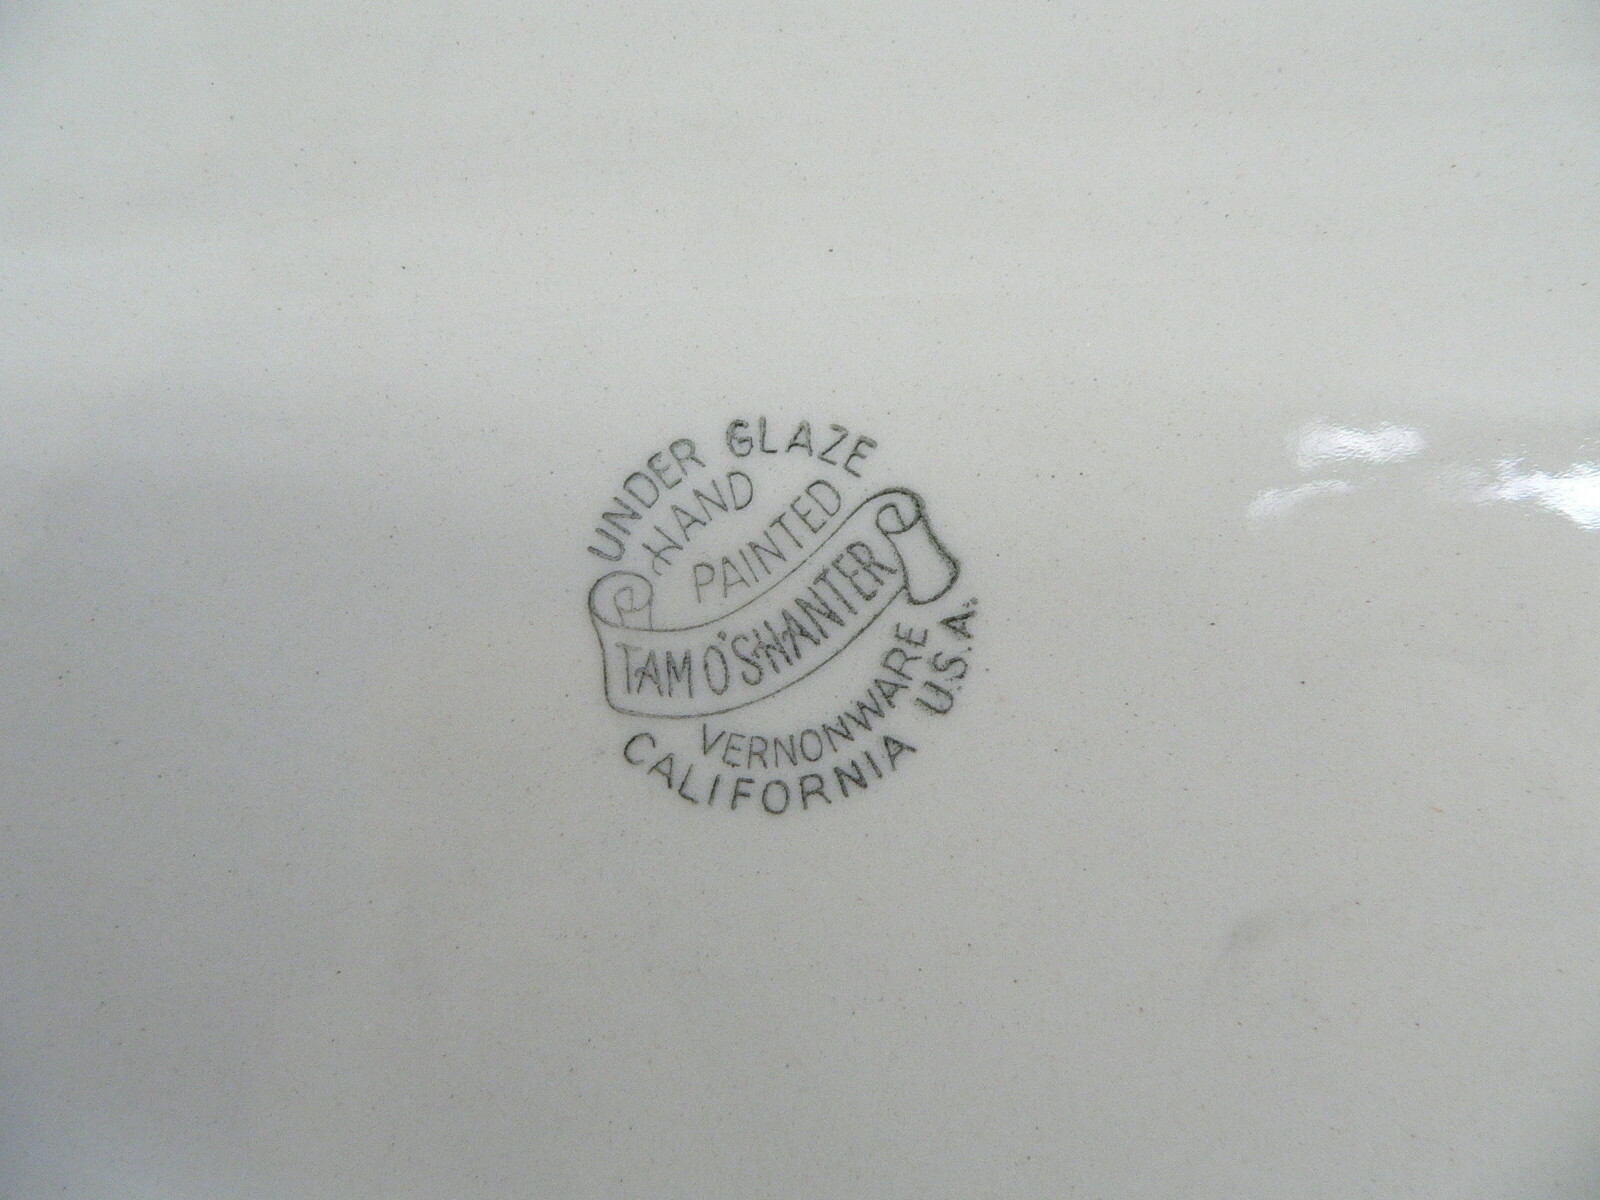 UNDER GLAZE
HAND
PAINTED
TAM O'SHANTER
VERNONWARE
CALIFORNIA U.S.A.